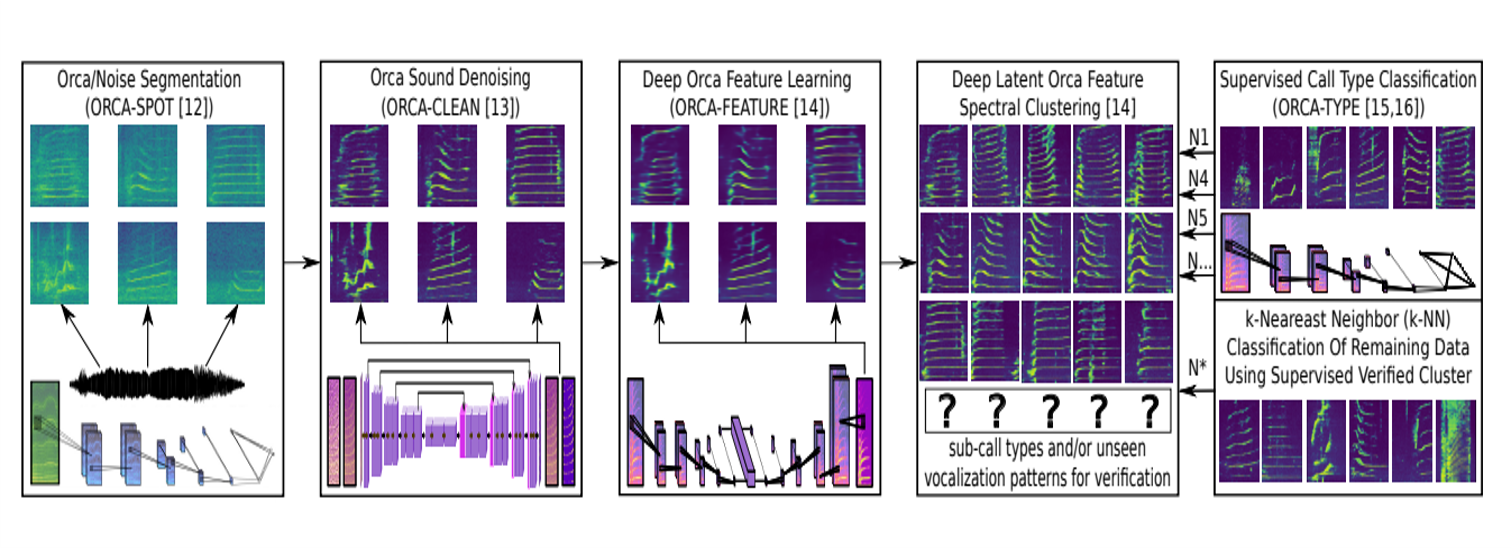 Orca/Noise Segmentation
(ORCA-SPOT [12])
Orca Sound Denoising
(ORCA-CLEAN [13])
Deep Orca Feature Learning
(ORCA-FEATURE [14])
Deep Latent Orca Feature
Spectral Clustering [14]
? ? ? ? ?
sub-call types and/or unseen
vocalization patterns for verification
N1
N4
N5
N...
N*
Supervised Call Type Classification
(ORCA-TYPE [15,16])
k-Neareast Neighbor (k-NN)
Classification Of Remaining Data
Using Supervised Verified Cluster